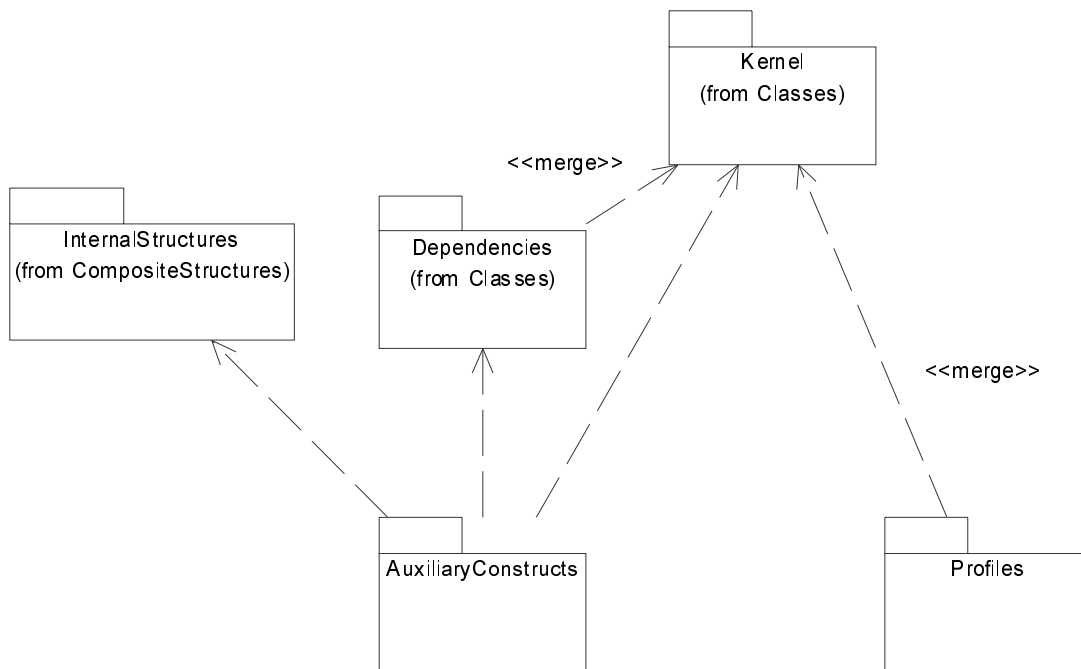 Kernel
(from Classes)
<<merge>>
InternalStructures
(from CompositeStructures)
Dependencies
(from Classes)
<<merge>>
AuxiliaryConstructs
Profiles